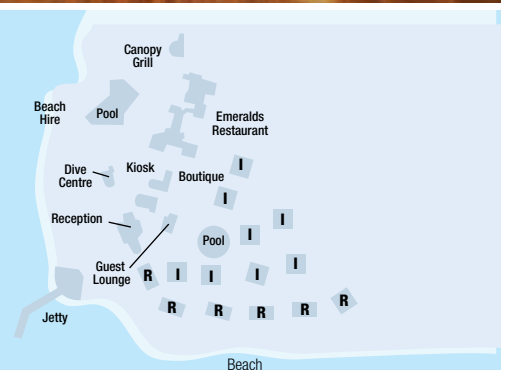 Canopy
Grill
Beach
Hire
Pool
Emeralds
Restaurant
Dive
Centre
Kiosk
Boutique
I
I
Reception
I
I
Pool
Guest
Lounge
R
I
I
I
I
R
R
R
R
R
Jetty
Beach